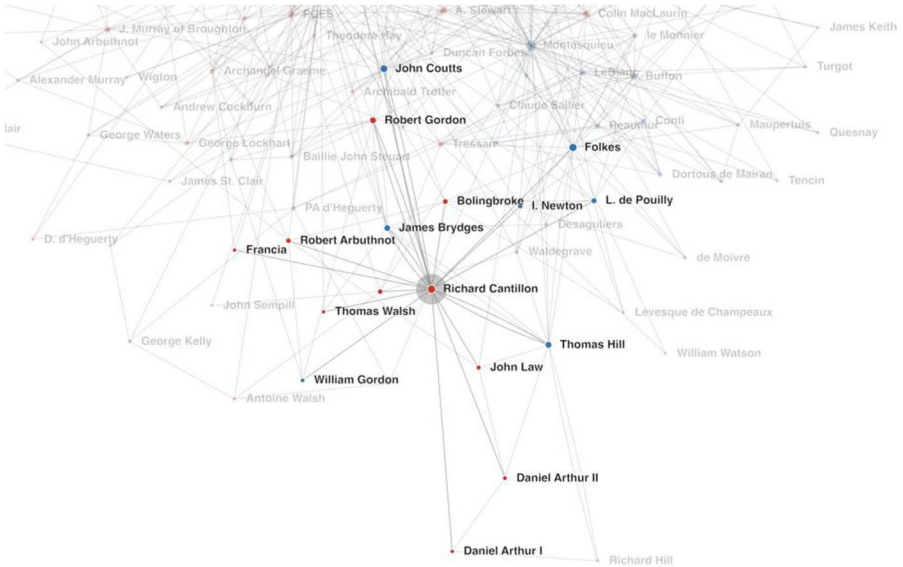 PCES
A. Stewart
Colin MacLaurin
James Keith
J. Murray of Broughton
Theodore Hay
le Monnier
John Arbuthnot
Montesquieu
Duncan Forbes
Turgot
John Coutts
Archangel Graeme
LeBlanc
Buffon
Alexander Murray
Wigton
Archibald Trotter
Andrew Cockburn
Claude Sallier
Robert Gordon
Reaumur
Conti
Maupertuis
lair
George Waters
Quesnay
George Lockhart
Tressan
Folkes
Baillie John Steuart
Dortous de Mairan
Tencin
James St. Clair
Bolingbroke
I. Newton
L. de Pouilly
PA d'Heguerty
Desaguliers
James Brydges
D. d'Heguerty
Robert Arbuthnot
Francia
Waldegrave
de Moivre
Richard Cantillon
John Sempill
Thomas Walsh
Levesque de Champeaux
George Kelly
Thomas Hill
William Watson
John Law
William Gordon
Antoine Walsh
Daniel Arthur II
Daniel Arthur I
Richard Hill